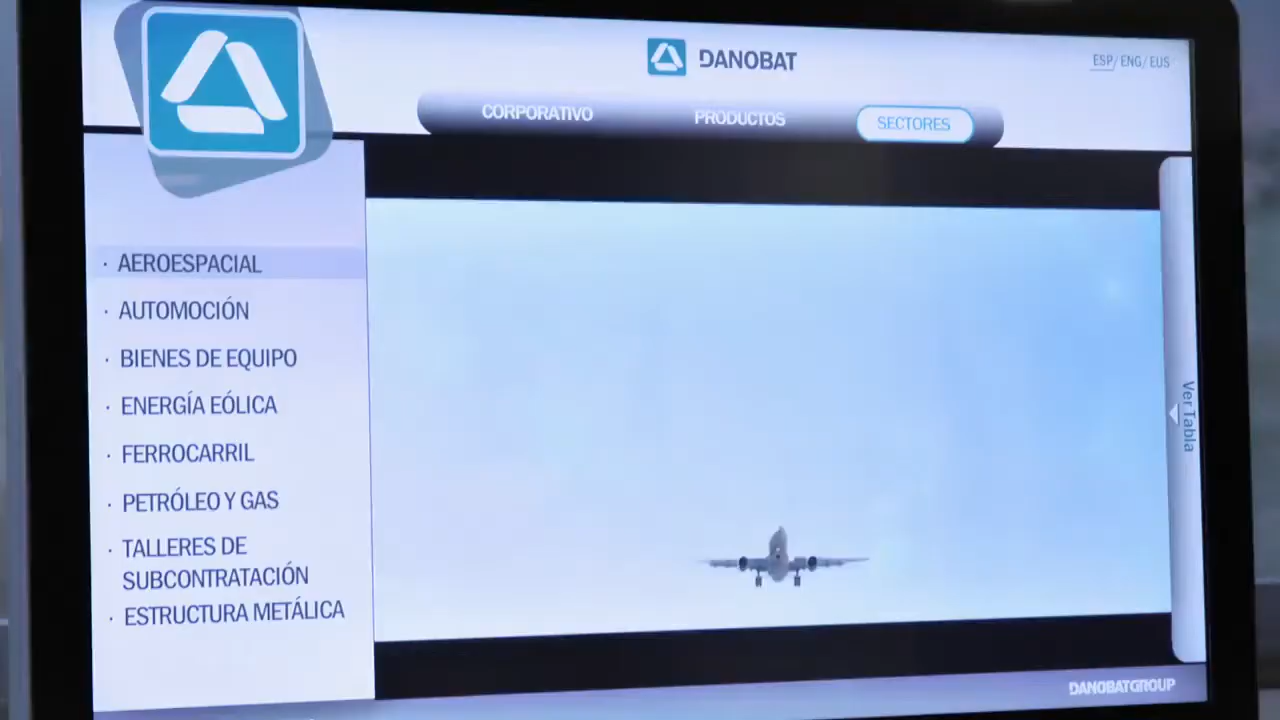 DANOBAT
ESP/ ENG/ EUS
CORPORATIVO
PRODUCTOS
SECTORES
· AEROESPACIAL
· AUTOMOCIÓN
· BIENES DE EQUIPO
· ENERGÍA EÓLICA
· FERROCARRIL
· PETRÓLEO Y GAS
· TALLERES DE
SUBCONTRATACIÓN
· ESTRUCTURA METÁLICA
Ver Tabla
DANOBATGROUP